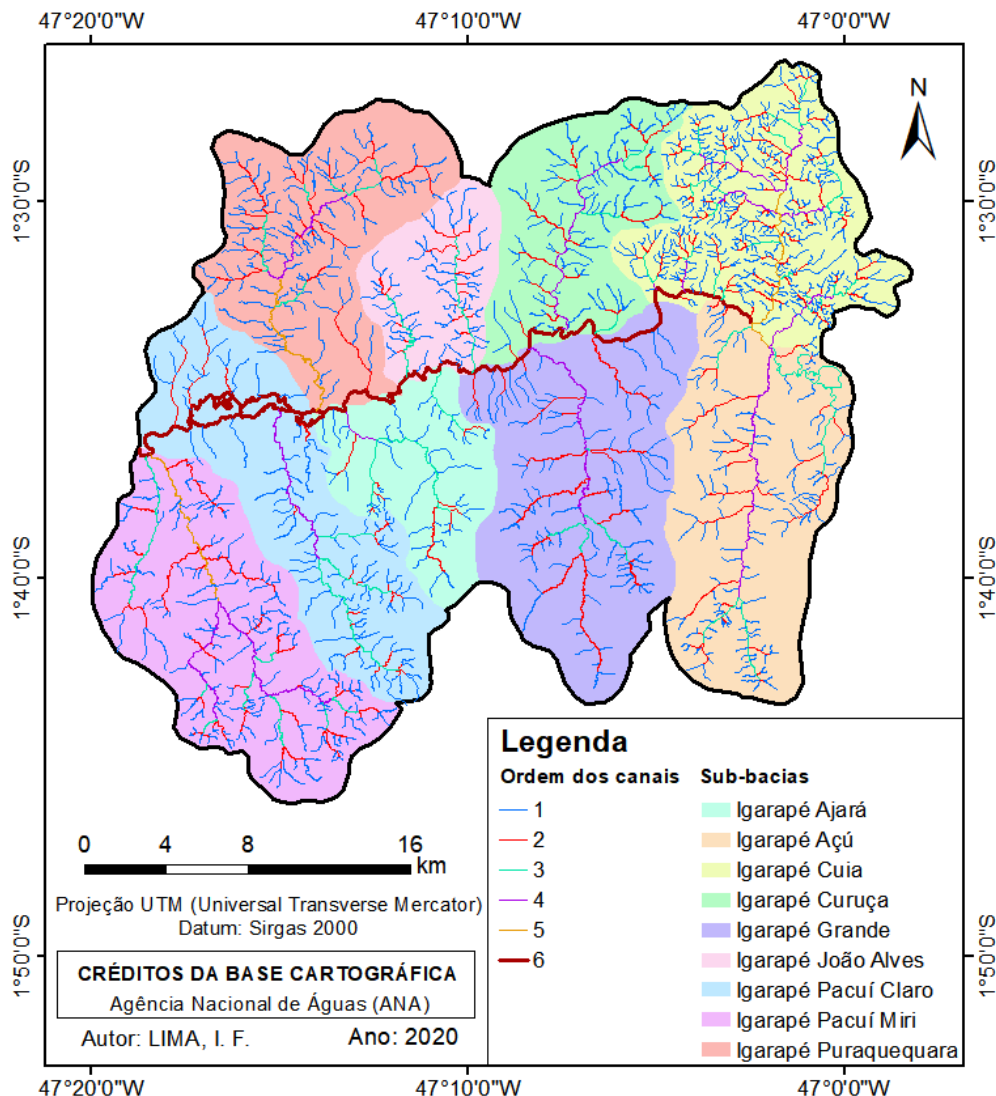 47°20'0"W 47°10'0"W 47°0'0"W
N
1°30'0"S 1°30'0"S
1°40'0"S 1°40'0"S
1°50'0"S 1°50'0"S
Legenda
Ordem dos canais Sub-bacias
1
2
3
4
5
6
Igarapé Ajará
Igarapé Açú
Igarapé Cuia
Igarapé Curuça
Igarapé Grande
Igarapé João Alves
Igarapé Pacuí Claro
Igarapé Pacuí Miri
Igarapé Puraquequara
0 4 8 16
km
Projeção UTM (Universal Transverse Mercator)
Datum: Sirgas 2000
CRÉDITOS DA BASE CARTOGRÁFICA
Agência Nacional de Águas (ANA)
Autor: LIMA, I. F. Ano: 2020
47°20'0"W 47°10'0"W 47°0'0"W